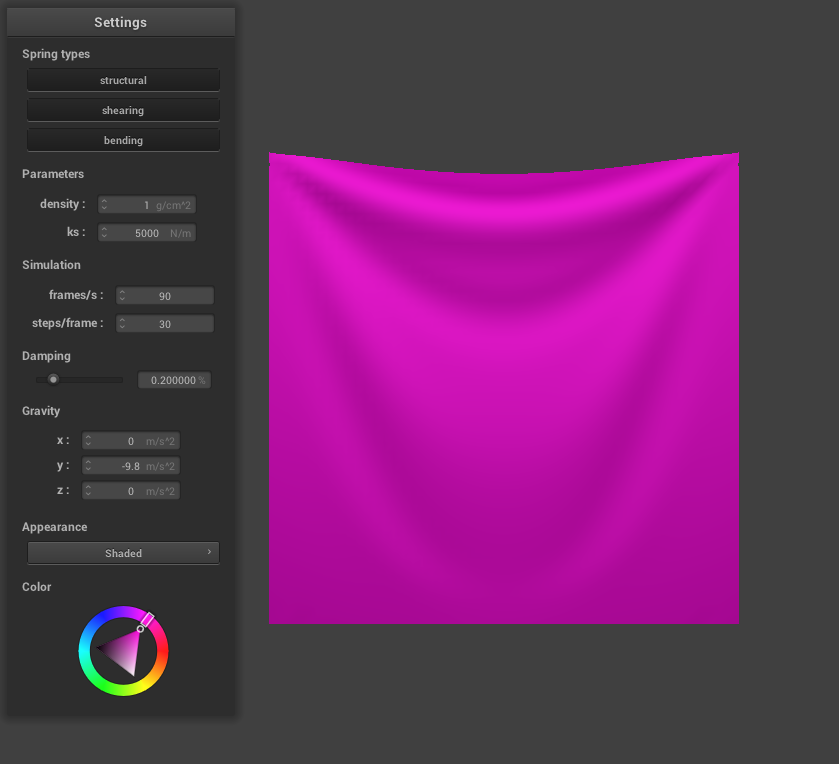 Settings
Spring types
structural
shearing
bending
Parameters
density : 1 g/cm^2
ks : 5000 N/m
Simulation
frames/s : 90
steps/frame : 30
Damping
0.200000 %
Gravity
x : 0 m/s^2
y : -9.8 m/s^2
z : 0 m/s^2
Appearance
Shaded
Color